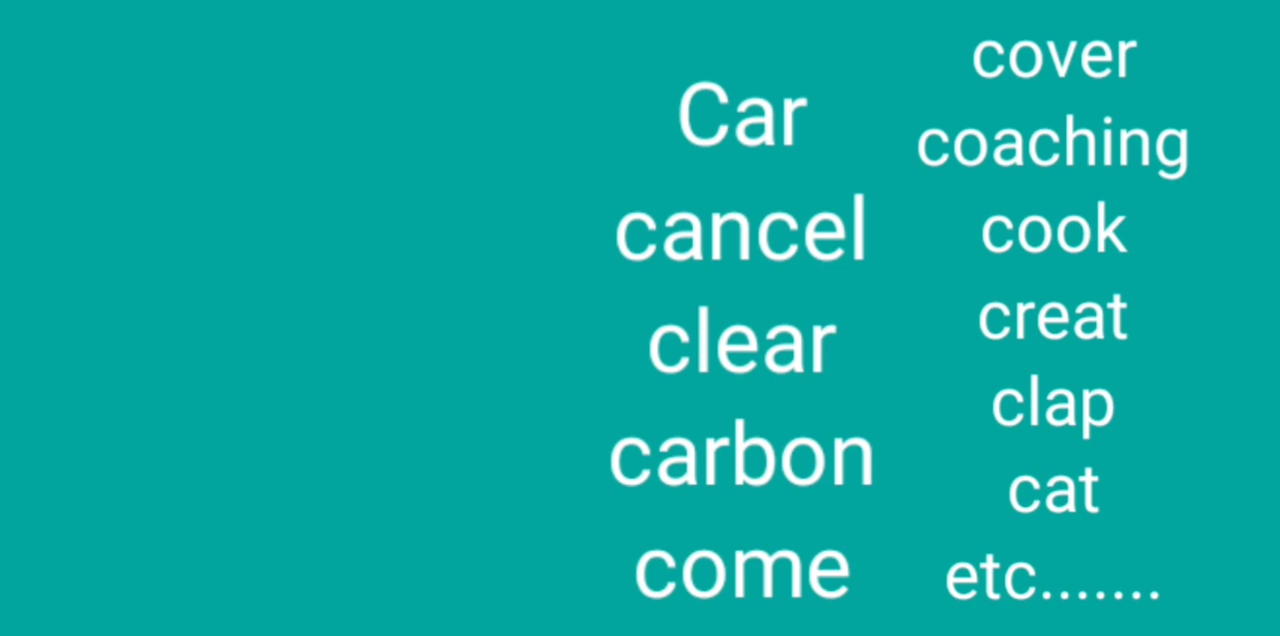 Car
cancel
clear
carbon
come
cover
coaching
cook
creat
clap
cat
etc.......